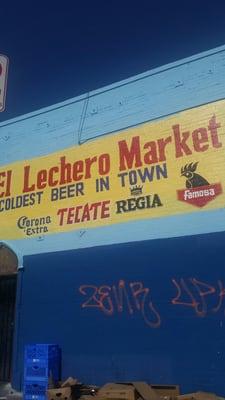 El Lechero Market
COLDEST BEER IN TOWN
Corona Extra TECATE REGIA famosa